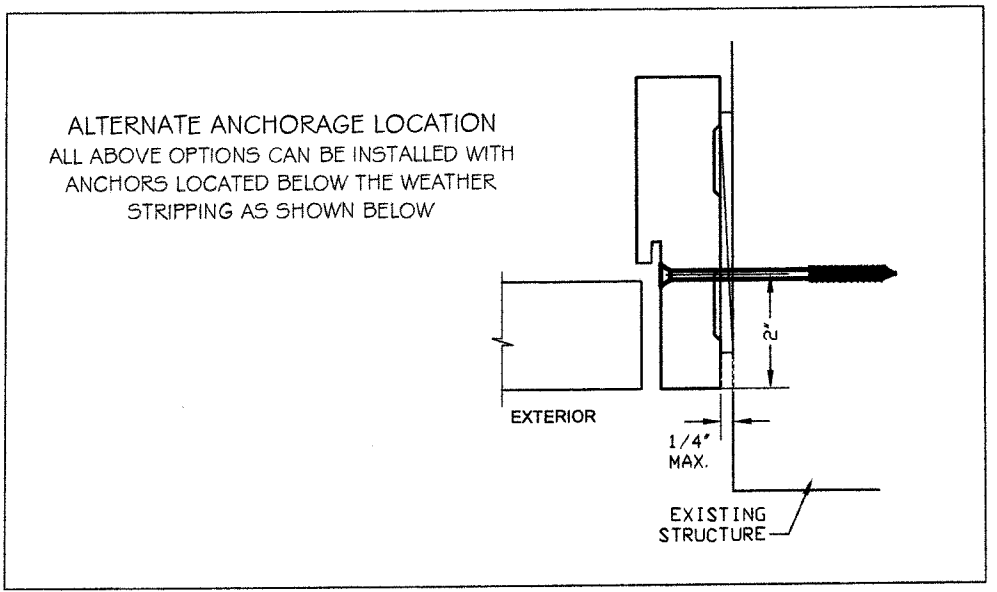 ALTERNATE ANCHORAGE LOCATION
ALL ABOVE OPTIONS CAN BE INSTALLED WITH
ANCHORS LOCATED BELOW THE WEATHER
STRIPPING AS SHOWN BELOW
2"
EXTERIOR
1/4"
MAX.
EXISTING
STRUCTURE